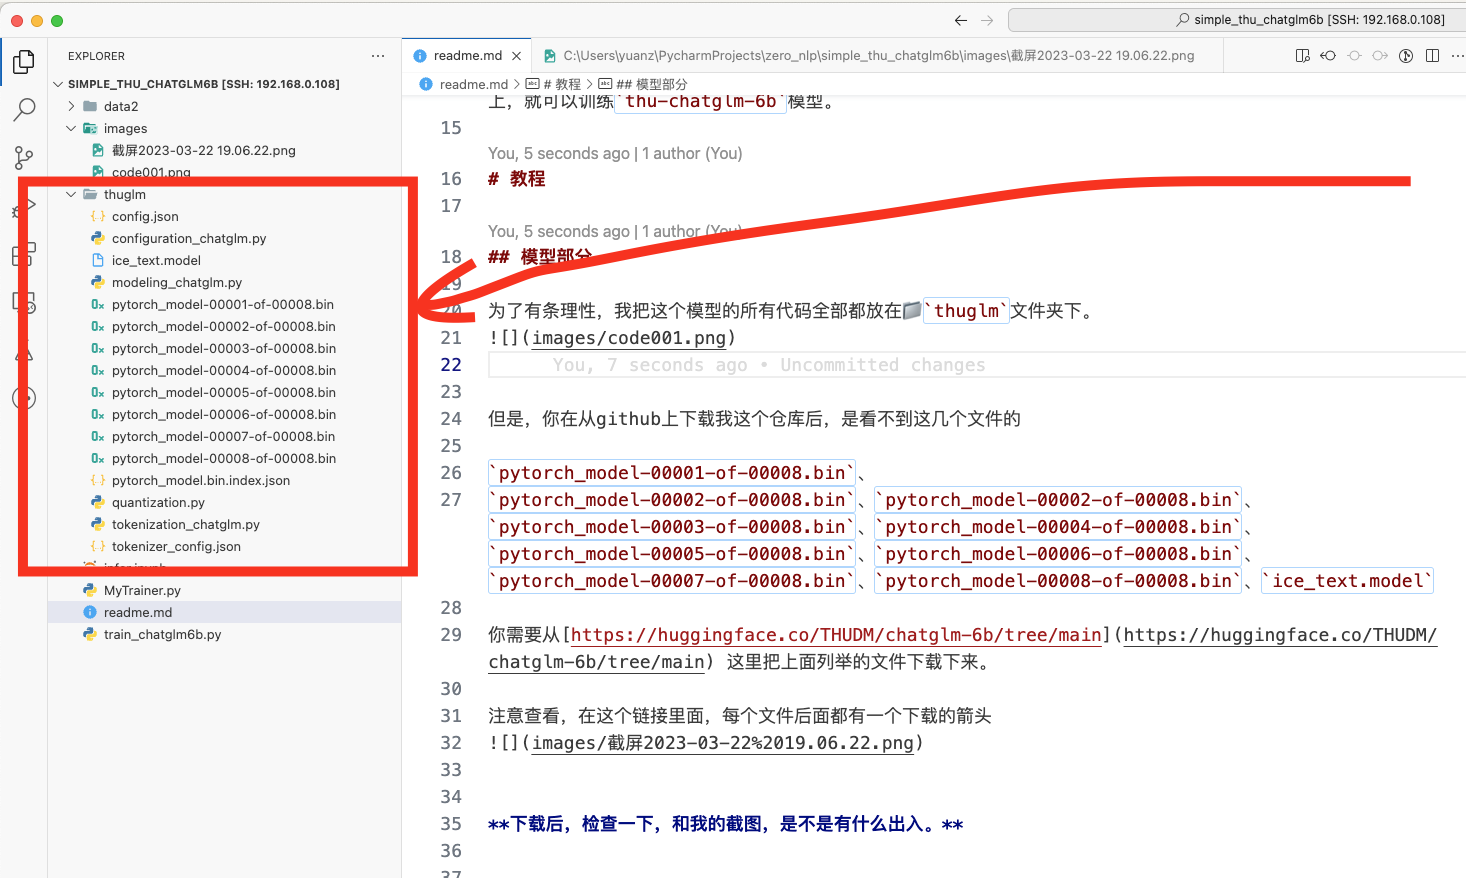 simple_thu_chatglm6b [SSH: 192.168.0.108]
EXPLORER
SIMPLE_THU_CHATGLM6B [SSH: 192.168.0.108]
data2
images
截屏2023-03-22 19.06.22.png
code001.png
thuglm
config.json
configuration_chatglm.py
ice_text.model
modeling_chatglm.py
pytorch_model-00001-of-00008.bin
pytorch_model-00002-of-00008.bin
pytorch_model-00003-of-00008.bin
pytorch_model-00004-of-00008.bin
pytorch_model-00005-of-00008.bin
pytorch_model-00006-of-00008.bin
pytorch_model-00007-of-00008.bin
pytorch_model-00008-of-00008.bin
pytorch_model.bin.index.json
quantization.py
tokenization_chatglm.py
tokenizer_config.json
MyTrainer.py
readme.md
train_chatglm6b.py
readme.md
C:\Users\yuanz\PycharmProjects\zero_nlp\simple_thu_chatglm6b\images\截屏2023-03-22 19.06.22.png
readme.md > # 教程 > ## 模型部分
上，就可以训练`thu-chatglm-6b`模型。
15
You, 5 seconds ago | 1 author (You)
16 # 教程
17
You, 5 seconds ago | 1 author (You)
18 ## 模型部分
19
20 为了有条理性，我把这个模型的所有代码全部都放在📁`thuglm`文件夹下。
21 ![](images/code001.png)
22 You, 7 seconds ago • Uncommitted changes
23
24 但是，你在从github上下载我这个仓库后，是看不到这几个文件的
25
26 `pytorch_model-00001-of-00008.bin`、
27 `pytorch_model-00002-of-00008.bin`、`pytorch_model-00002-of-00008.bin`、
`pytorch_model-00003-of-00008.bin`、`pytorch_model-00004-of-00008.bin`、
`pytorch_model-00005-of-00008.bin`、`pytorch_model-00006-of-00008.bin`、
`pytorch_model-00007-of-00008.bin`、`pytorch_model-00008-of-00008.bin`、`ice_text.model`
28
29 你需要从[https://huggingface.co/THUDM/chatglm-6b/tree/main](https://huggingface.co/THUDM/
chatglm-6b/tree/main) 这里把上面列举的文件下载下来。
30
31 注意查看，在这个链接里面，每个文件后面都有一个下载的箭头
32 ![](images/截屏2023-03-22%2019.06.22.png)
33
34
35 **下载后，检查一下，和我的截图，是不是有什么出入。**
36
37